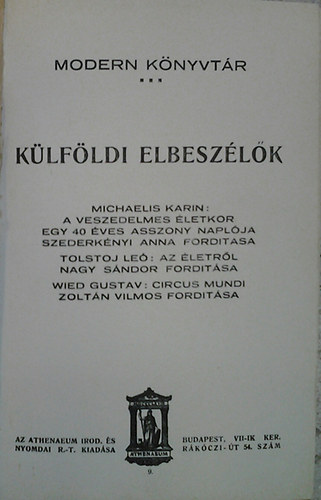 MODERN KÖNYVTÁR
***
KÜLFÖLDI ELBESZÉLŐK
MICHAELIS KARIN:
A VESZEDELMES ÉLETKOR
EGY 40 ÉVES ASSZONY NAPLÓJA
SZEDERKÉNYI ANNA FORDITASA
TOLSTOJ LEÓ: AZ ÉLETRŐL
NAGY SÁNDOR FORDITÁSA
WIED GUSTAV: CIRCUS MUNDI
ZOLTÁN VILMOS FORDITÁSA
AZ ATHENAEUM IROD. ÉS
NYOMDAI R.-T. KIADÁSA
ATHENAEUM
9.
BUDAPEST, VII-IK KER.
RÁKÓCZI-ÚT 54. SZÁM